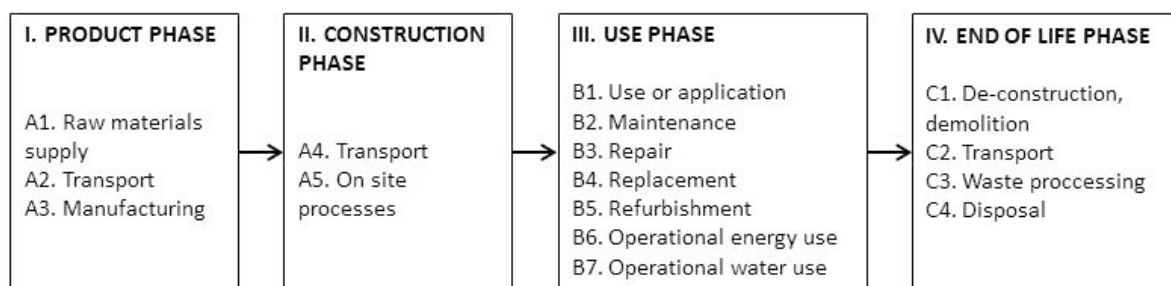 I. PRODUCT PHASE
A1. Raw materials
supply
A2. Transport
A3. Manufacturing
II. CONSTRUCTION
PHASE
A4. Transport
A5. On site
processes
III. USE PHASE
B1. Use or application
B2. Maintenance
B3. Repair
B4. Replacement
B5. Refurbishment
B6. Operational energy use
B7. Operational water use
IV. END OF LIFE PHASE
C1. De-construction,
demolition
C2. Transport
C3. Waste proccessing
C4. Disposal